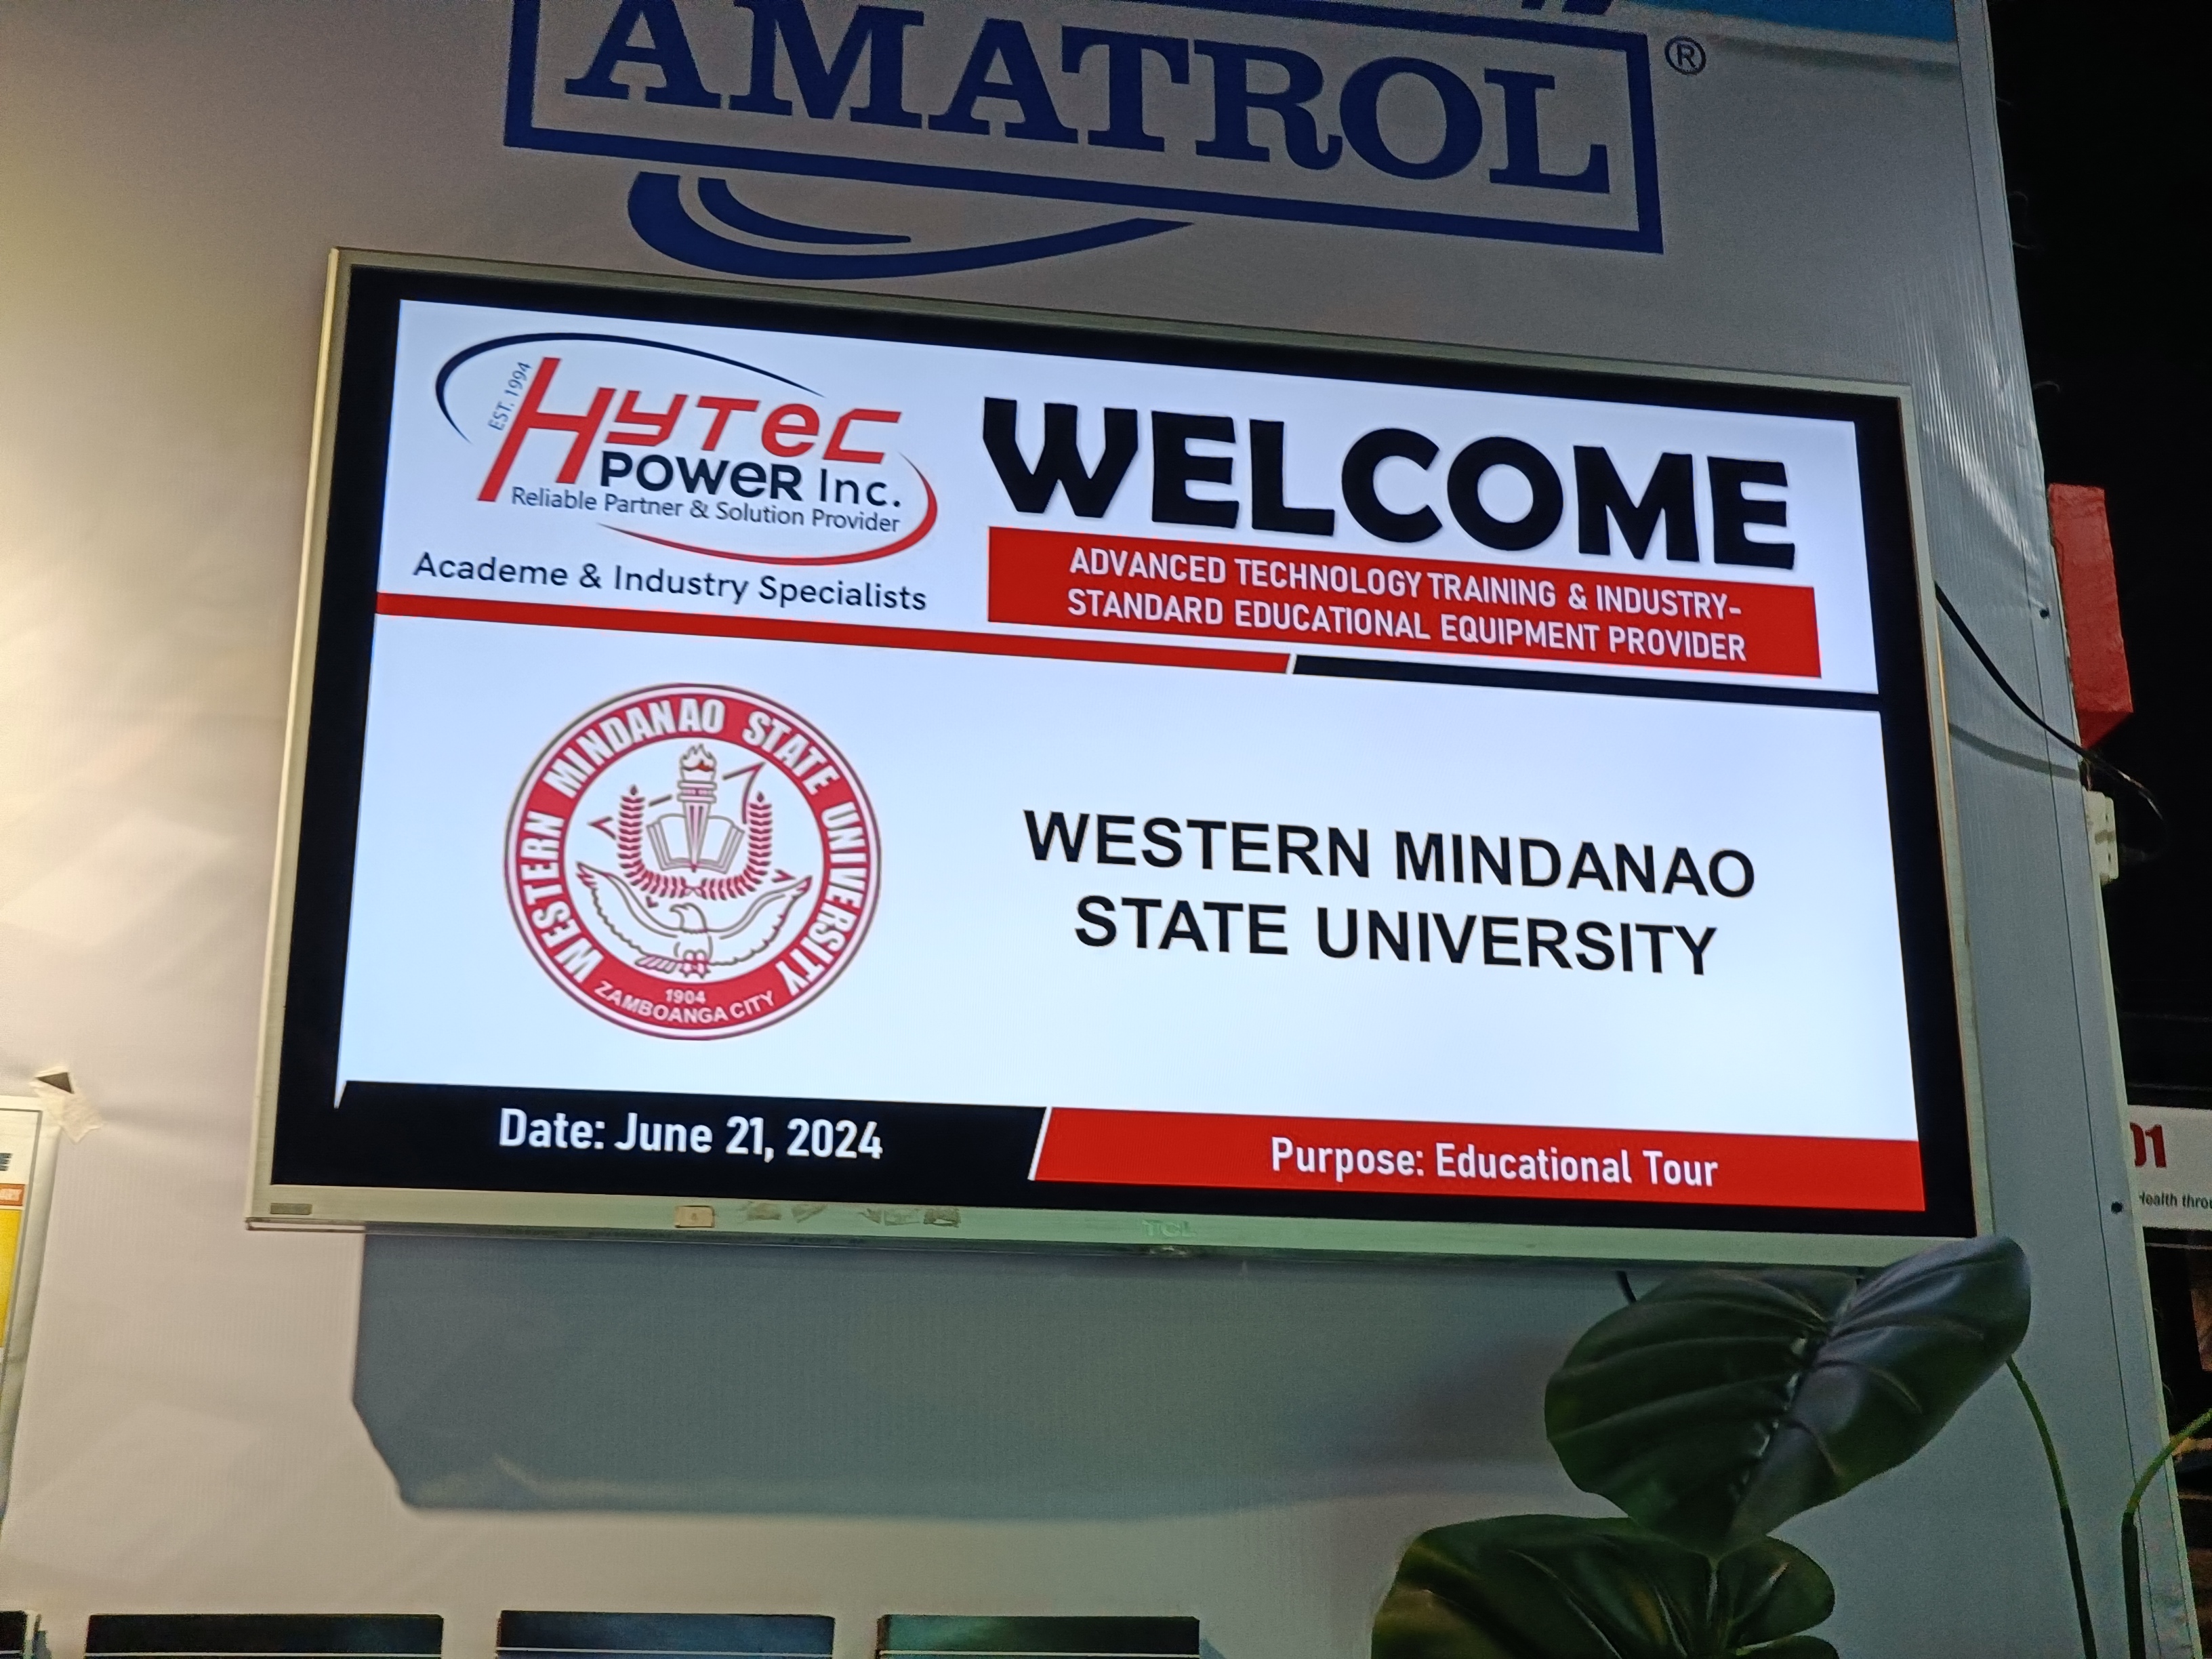 AMATROL ®
EST. 1994
HYTEC
POWER Inc.
Reliable Partner & Solution Provider
Academe & Industry Specialists
WELCOME
ADVANCED TECHNOLOGY TRAINING & INDUSTRY-
STANDARD EDUCATIONAL EQUIPMENT PROVIDER
WESTERN MINDANAO STATE UNIVERSITY
1904
ZAMBOANGA CITY
WESTERN MINDANAO
STATE UNIVERSITY
Date: June 21, 2024
Purpose: Educational Tour
TCL